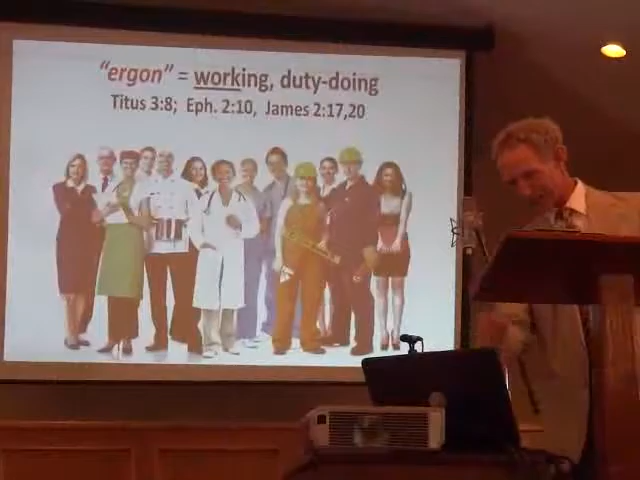 "ergon" = working, duty-doing
Titus 3:8; Eph. 2:10, James 2:17,20